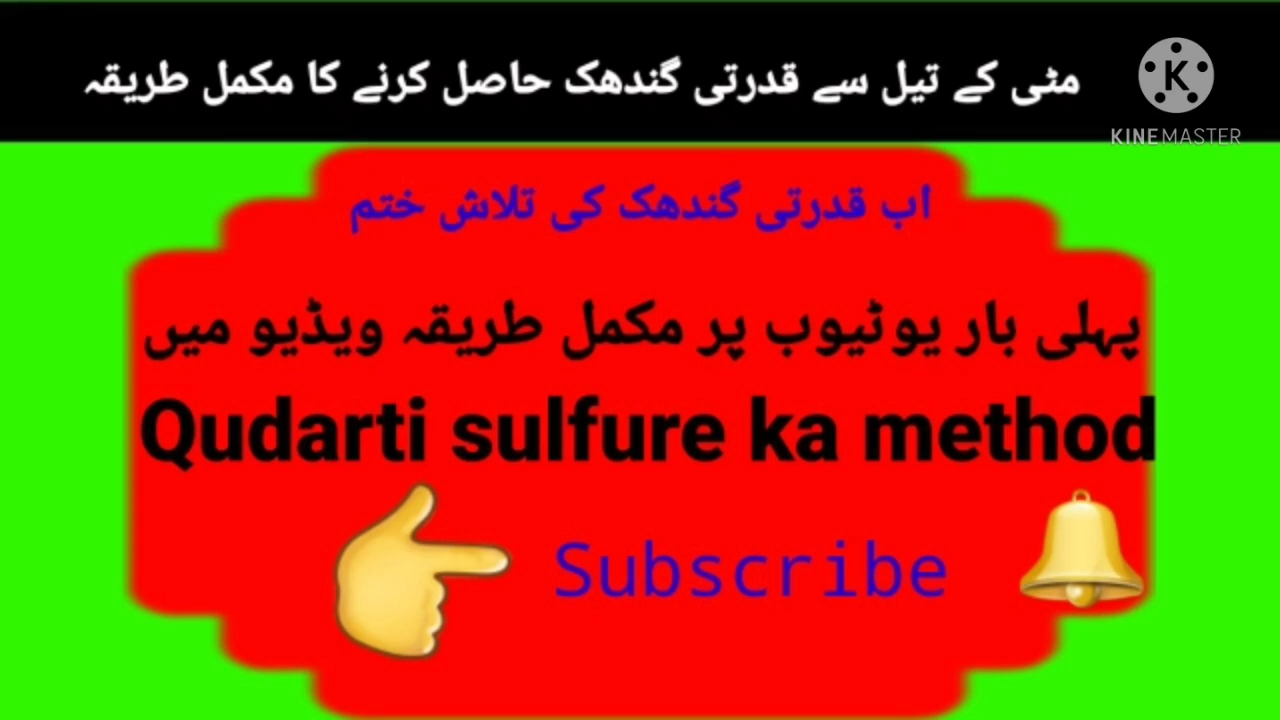 مٹی کے تیل سے قدرتی گندھک حاصل کرنے کا مکمل طریقہ
K
KINEMASTER
اب قدرتی گندھک کی تلاش ختم
پہلی بار یوٹیوب پر مکمل طریقہ ویڈیو میں
Qudarti sulfure ka method
Subscribe